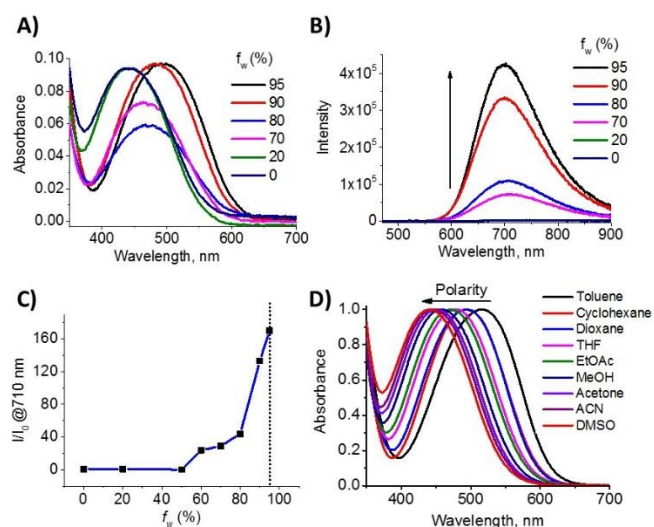 A)
f_w (%)
95
90
80
70
20
0
Absorbance
0.10
0.08
0.06
0.04
0.02
0.00
400 500 600 700
Wavelength, nm
B)
f_w (%)
95
90
80
70
20
0
Intensity
4x10^5
3x10^5
2x10^5
1x10^5
0
500 600 700 800 900
Wavelength, nm
C)
I/I_0 @710 nm
160
120
80
40
0
0 20 40 60 80 100
f_w (%)
D)
Polarity
Toluene
Cyclohexane
Dioxane
THF
EtOAc
MeOH
Acetone
ACN
DMSO
Absorbance
1.0
0.8
0.6
0.4
0.2
0.0
400 500 600 700
Wavelength, nm